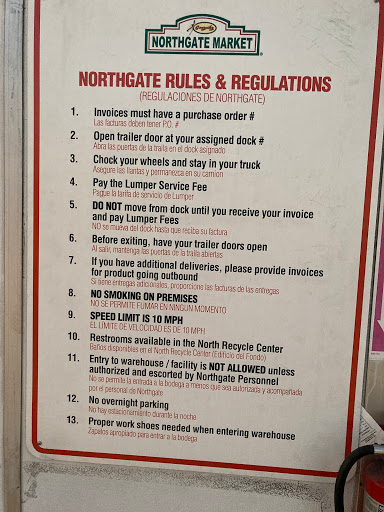 Gonzalez
NORTHGATE MARKET
NORTHGATE RULES & REGULATIONS
(REGULACIONES DE NORTHGATE)
1. Invoices must have a purchase order #
Las facturas deben tener P.O. #
2. Open trailer door at your assigned dock #
Abra las puertas de la traila en el dock asignado
3. Chock your wheels and stay in your truck
Asegure las llantas y permanezca en su camion
4. Pay the Lumper Service Fee
Pague la tarifa de servicio de Lumper
5. DO NOT move from dock until you receive your invoice
and pay Lumper Fees
NO se mueva del dock hasta que reciba su factura
6. Before exiting, have your trailer doors open
Al salir, mantenga las puertas de la traila abiertas
7. If you have additional deliveries, please provide invoices
for product going outbound
Si tiene entregas adicionales, proporcione las facturas de las entregas
8. NO SMOKING ON PREMISES
NO SE PERMITE FUMAR EN NINGUN MOMENTO
9. SPEED LIMIT IS 10 MPH
EL LIMITE DE VELOCIDAD ES DE 10 MPH
10. Restrooms available in the North Recycle Center
Baños disponibles en el North Recycle Center (Edificio del Fondo)
11. Entry to warehouse / facility is NOT ALLOWED unless
authorized and escorted by Northgate Personnel
No se permite la entrada a la bodega a menos que sea autorizada y acompañada
por el personal de Northgate
12. No overnight parking
No hay estacionamiento durante la noche
13. Proper work shoes needed when entering warehouse
Zapatos apropiado para entrar a la bodega